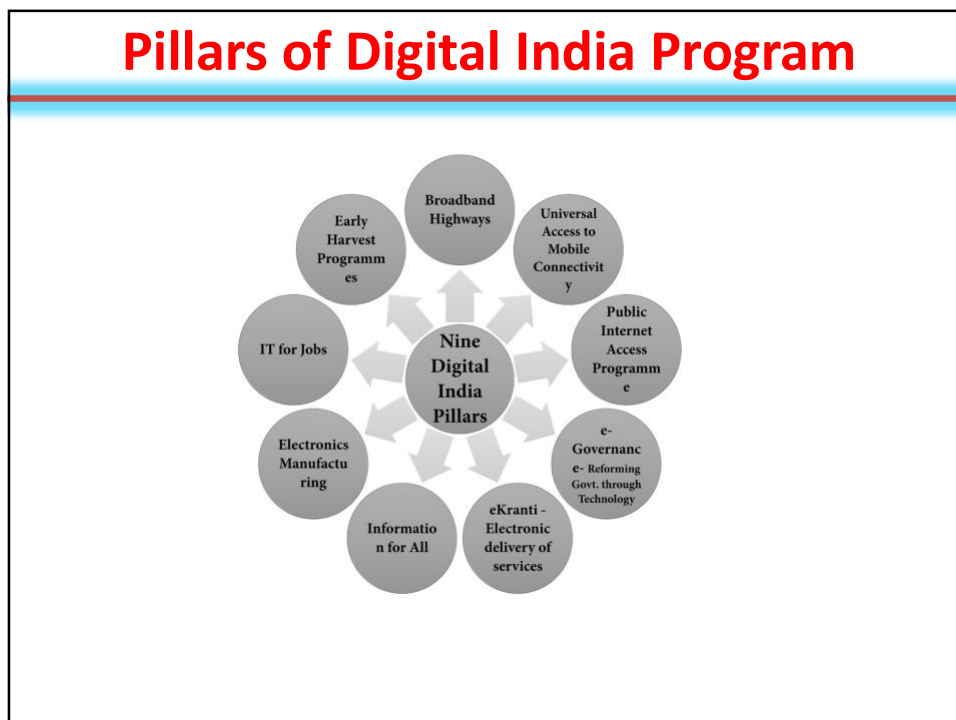 Pillars of Digital India Program
Broadband
Highways
Universal
Access to
Mobile
Connectivit
y
Public
Internet
Access
Programm
e
e-
Governanc
e- Reforming
Govt. through
Technology
eKranti -
Electronic
delivery of
services
Informatio
n for All
Electronics
Manufactu
ring
IT for Jobs
Early
Harvest
Programm
es
Nine
Digital
India
Pillars